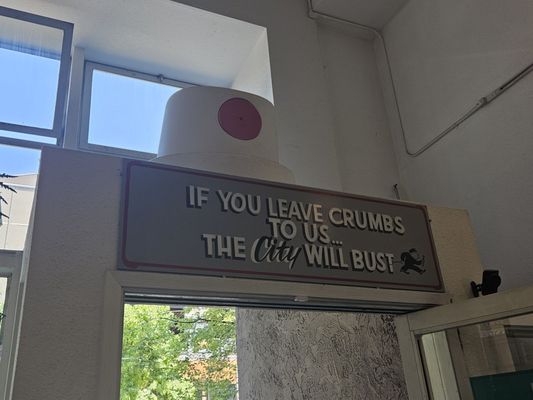 IF YOU LEAVE CRUMBS
TO US...
THE City WILL BUST